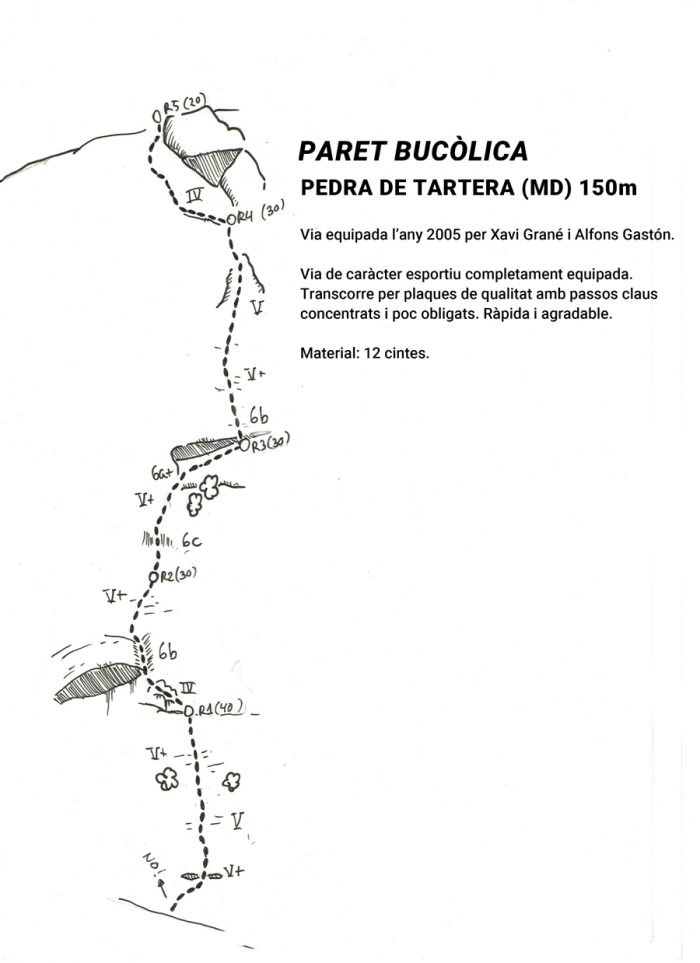 R5 (20)
PARET BUCÒLICA
PEDRA DE TARTERA (MD) 150m
IV
R4 (30)
Via equipada l'any 2005 per Xavi Grané i Alfons Gastón.
Via de caràcter esportiu completament equipada.
Transcorre per plaques de qualitat amb passos claus
concentrats i poc obligats. Ràpida i agradable.
V
Material: 12 cintes.
V+
6b
R3 (30)
6a+
V+
6c
R2 (30)
V+
6b
IV
R1 (40)
V+
V
NO!
V+